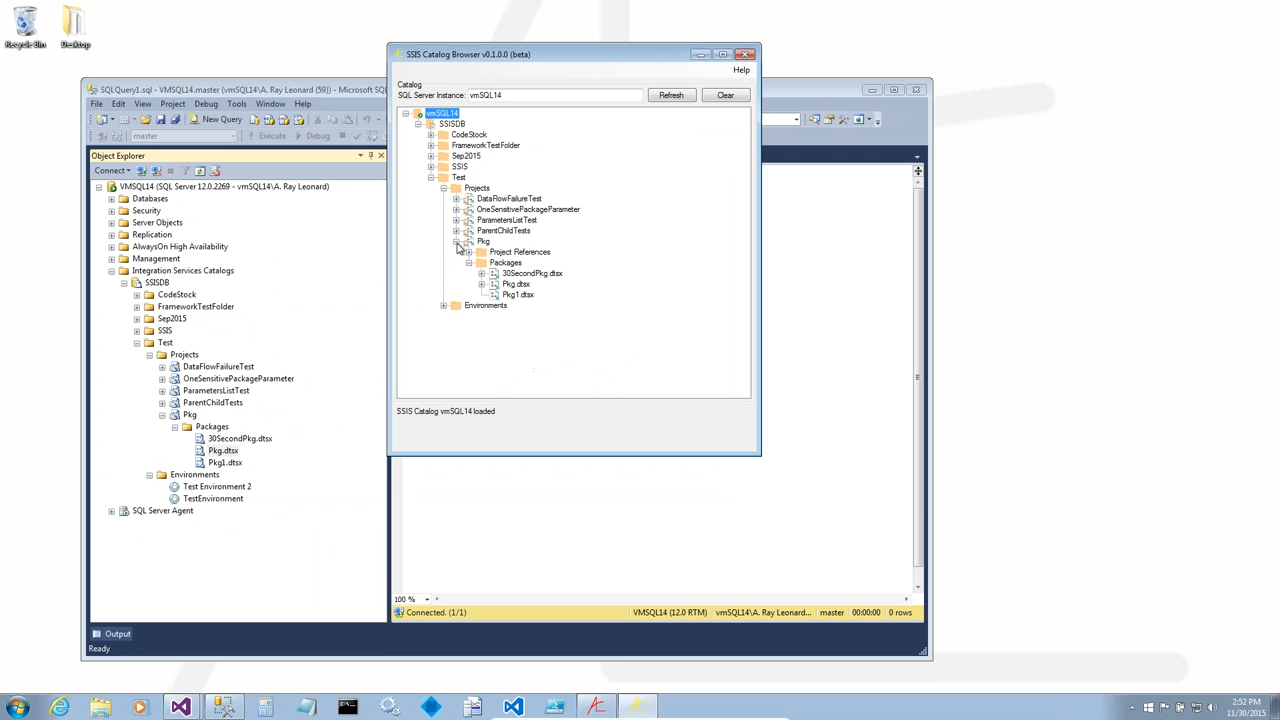 Recycle Bin
Desktop
SSIS Catalog Browser v0.1.0.0 (beta)
Help
Catalog
SQL Server Instance: vmSQL14
Refresh
Clear
vmSQL14
SSISDB
CodeStock
FrameworkTestFolder
Sep2015
SSIS
Test
Projects
DataFlowFailureTest
OneSensitivePackageParameter
ParametersListTest
ParentChildTests
Pkg
Project References
Packages
30SecondPkg.dtsx
Pkg.dtsx
Pkg1.dtsx
Environments
SSIS Catalog vmSQL14 loaded
SQLQuery1.sql - VMSQL14.master (vmSQL14\A. Ray Leonard (59)) - Microsoft SQ
File Edit View Project Debug Tools Window Help
New Query
master
Execute
Debug
Object Explorer
Connect
VMSQL14 (SQL Server 12.0.2269 - vmSQL14\A. Ray Leonard)
Databases
Security
Server Objects
Replication
AlwaysOn High Availability
Management
Integration Services Catalogs
SSISDB
CodeStock
FrameworkTestFolder
Sep2015
SSIS
Test
Projects
DataFlowFailureTest
OneSensitivePackageParameter
ParametersListTest
ParentChildTests
Pkg
Packages
30SecondPkg.dtsx
Pkg.dtsx
Pkg1.dtsx
Environments
Test Environment 2
TestEnvironment
SQL Server Agent
100 %
Connected. (1/1)
VMSQL14 (12.0 RTM)
vmSQL14\A. Ray Leonard...
master
00:00:00
0 rows
Output
Ready
2:52 PM
11/30/2015